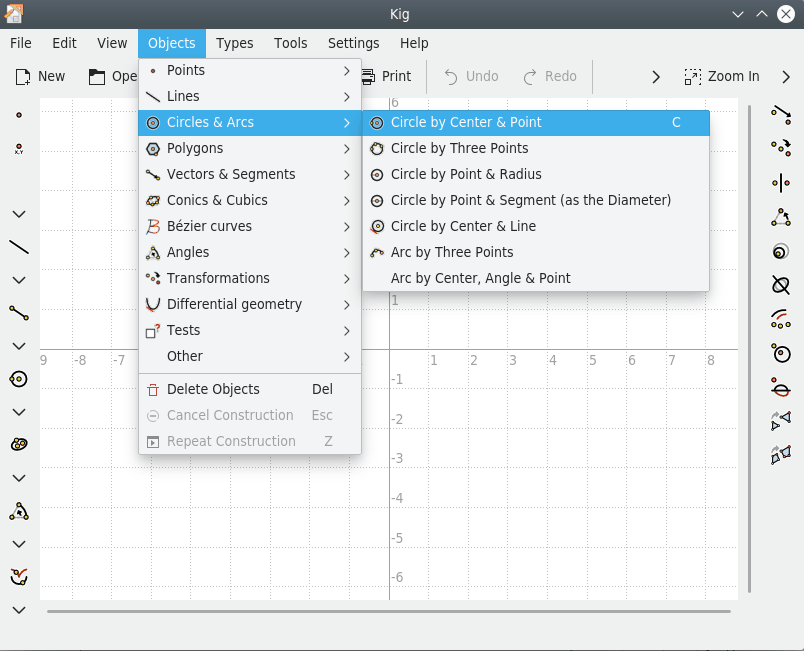 Kig
File Edit View Objects Types Tools Settings Help
New Ope Print Undo Redo Zoom In
Points
Lines
Circles & Arcs
Polygons
Vectors & Segments
Conics & Cubics
Bézier curves
Angles
Transformations
Differential geometry
Tests
Other
Delete Objects Del
Cancel Construction Esc
Repeat Construction Z
Circle by Center & Point C
Circle by Three Points
Circle by Point & Radius
Circle by Point & Segment (as the Diameter)
Circle by Center & Line
Arc by Three Points
Arc by Center, Angle & Point
x,y
6
1
9 -8 -7 1 2 3 4 5 6 7 8
-1
-2
-3
-4
-5
-6